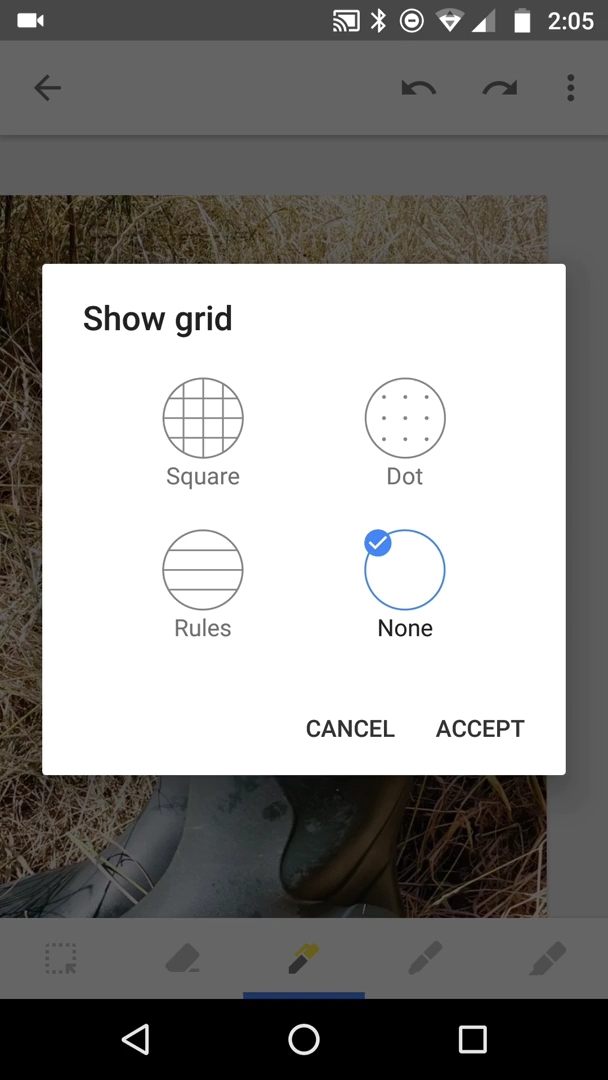 2:05
Show grid
Square Dot
Rules None
CANCEL ACCEPT